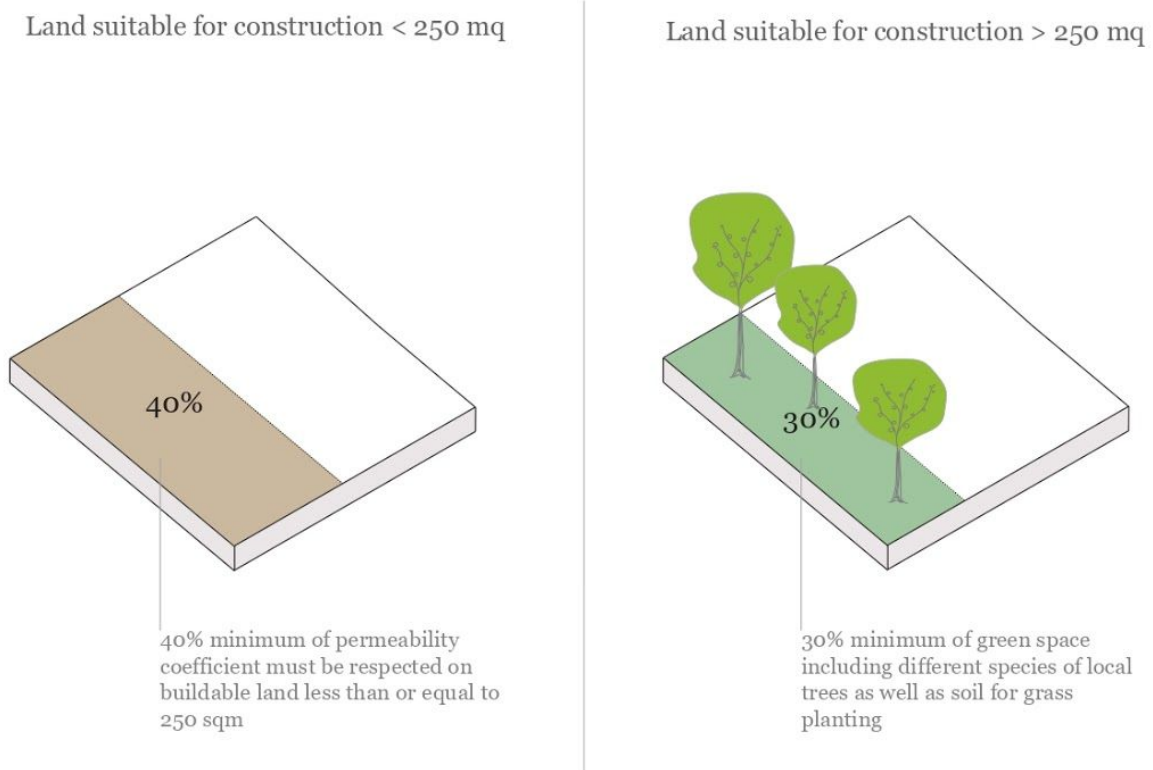 Land suitable for construction < 250 mq
40%
40% minimum of permeability
coefficient must be respected on
buildable land less than or equal to
250 sqm
Land suitable for construction > 250 mq
30%
30% minimum of green space
including different species of local
trees as well as soil for grass
planting